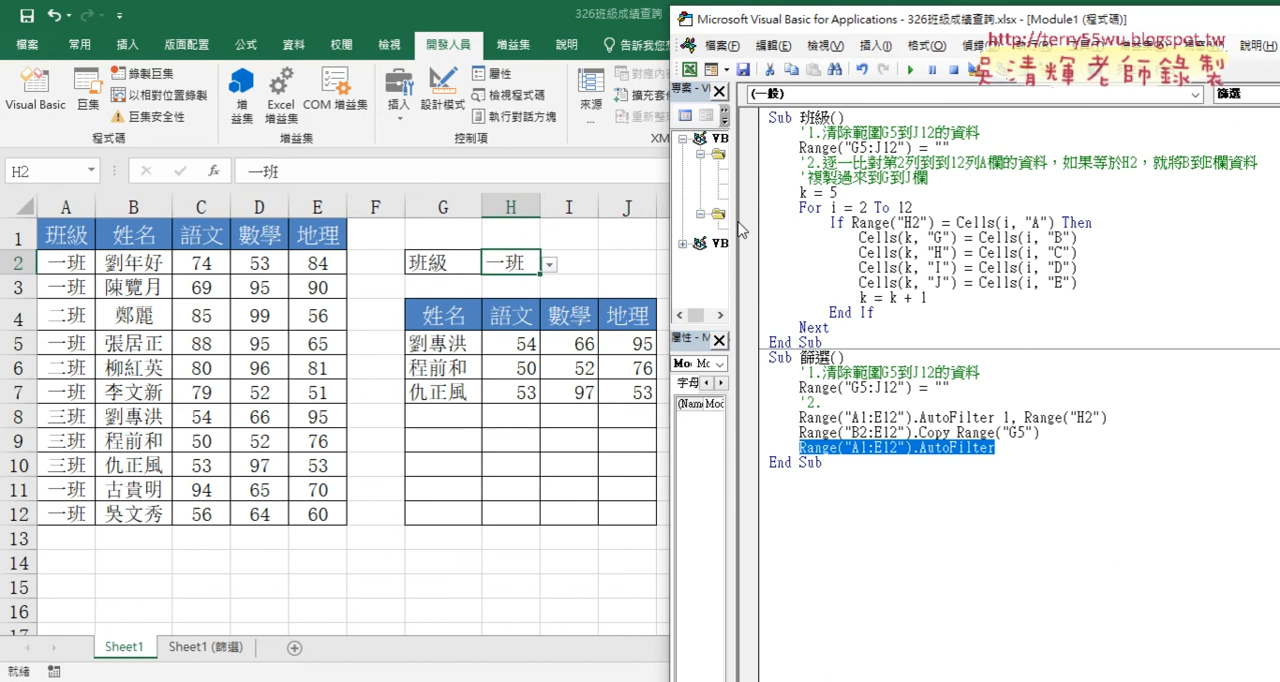 326班級成績查詢
檔案 常用 插入 版面配置 公式 資料 校閱 檢視 開發人員 增益集 說明 告訴我
Visual Basic 巨集 錄製巨集 以相對位置錄製 巨集安全性
增益集 Excel 增益集 COM 增益集
插入 設計模式 屬性 檢視程式碼 執行對話方塊
來源
程式碼 增益集 控制項 XM
H2 fx 一班
A B C D E F G H I J
1 班級 姓名 語文 數學 地理
2 一班 劉年好 74 53 84 班級 一班
3 一班 陳覽月 69 95 90
4 二班 鄭麗 85 99 56 姓名 語文 數學 地理
5 一班 張居正 88 95 65 劉專洪 54 66 95
6 二班 柳紅英 80 96 81 程前和 50 52 76
7 一班 李文新 79 52 51 仇正風 53 97 53
8 三班 劉專洪 54 66 95
9 三班 程前和 50 52 76
10 三班 仇正風 53 97 53
11 一班 古貴明 94 65 70
12 一班 吳文秀 56 64 60
13
14
15
16
17
Sheet1 Sheet1 (篩選)
就緒
Microsoft Visual Basic for Applications - 326班級成績查詢.xlsx - [Module1 (程式碼)]
檔案(F) 編輯(E) 檢視(V) 插入(I) 格式(O) 說明(H)
http://terry55wu.blogspot.tw
吳清輝老師錄製
(一般) 篩選
Sub 班級()
'1.清除範圍G5到J12的資料
Range("G5:J12") = ""
'2.逐一比對第2列到到12列A欄的資料，如果等於H2，就將B到E欄資料
'複製過來到G到J欄
k = 5
For i = 2 To 12
If Range("H2") = Cells(i, "A") Then
Cells(k, "G") = Cells(i, "B")
Cells(k, "H") = Cells(i, "C")
Cells(k, "I") = Cells(i, "D")
Cells(k, "J") = Cells(i, "E")
k = k + 1
End If
Next
End Sub
Sub 篩選()
'1.清除範圍G5到J12的資料
Range("G5:J12") = ""
'2.
Range("A1:E12").AutoFilter 1, Range("H2")
Range("B2:E12").Copy Range("G5")
Range("A1:E12").AutoFilter
End Sub